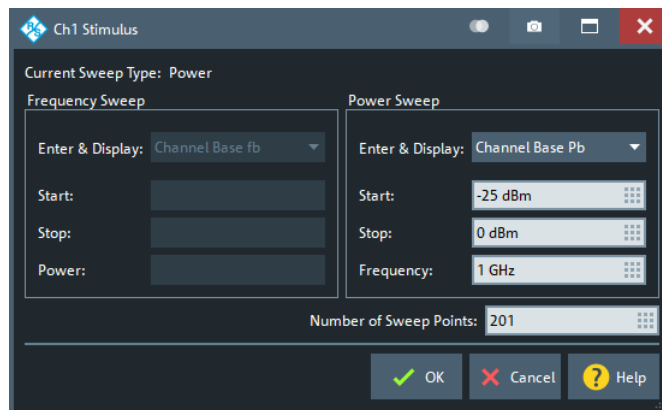 Ch1 Stimulus
Current Sweep Type: Power
Frequency Sweep
Enter & Display: Channel Base fb
Start:
Stop:
Power:
Power Sweep
Enter & Display: Channel Base Pb
Start: -25 dBm
Stop: 0 dBm
Frequency: 1 GHz
Number of Sweep Points: 201
OK
Cancel
? Help